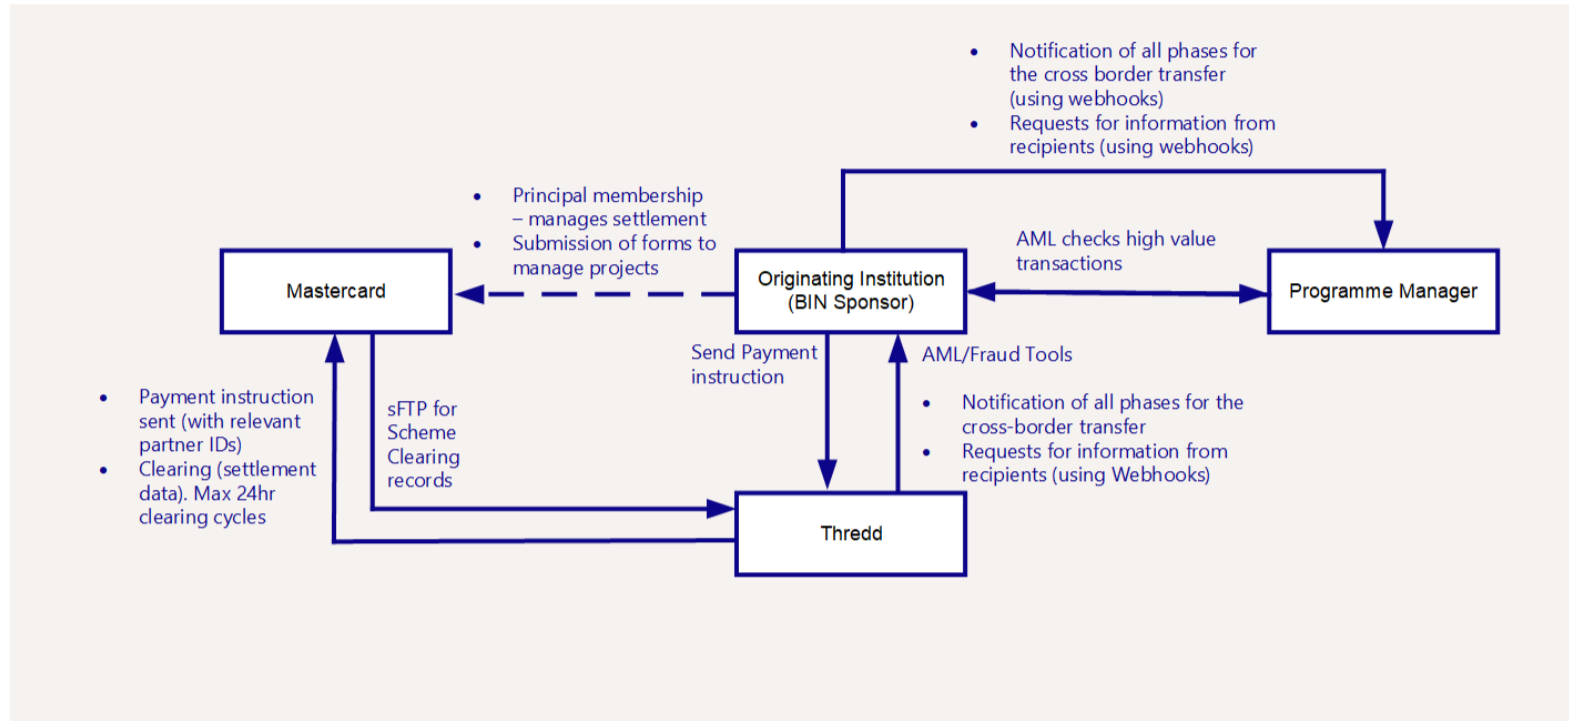 • Notification of all phases for
the cross border transfer
(using webhooks)
• Requests for information from
recipients (using webhooks)
• Principal membership
– manages settlement
• Submission of forms to
manage projects
AML checks high value
transactions
Mastercard
Originating Institution
(BIN Sponsor)
Programme Manager
Send Payment
instruction
AML/Fraud Tools
• Payment instruction
sent (with relevant
partner IDs)
• Clearing (settlement
data). Max 24hr
clearing cycles
sFTP for
Scheme
Clearing
records
• Notification of all phases for the
cross-border transfer
• Requests for information from
recipients (using Webhooks)
Thredd